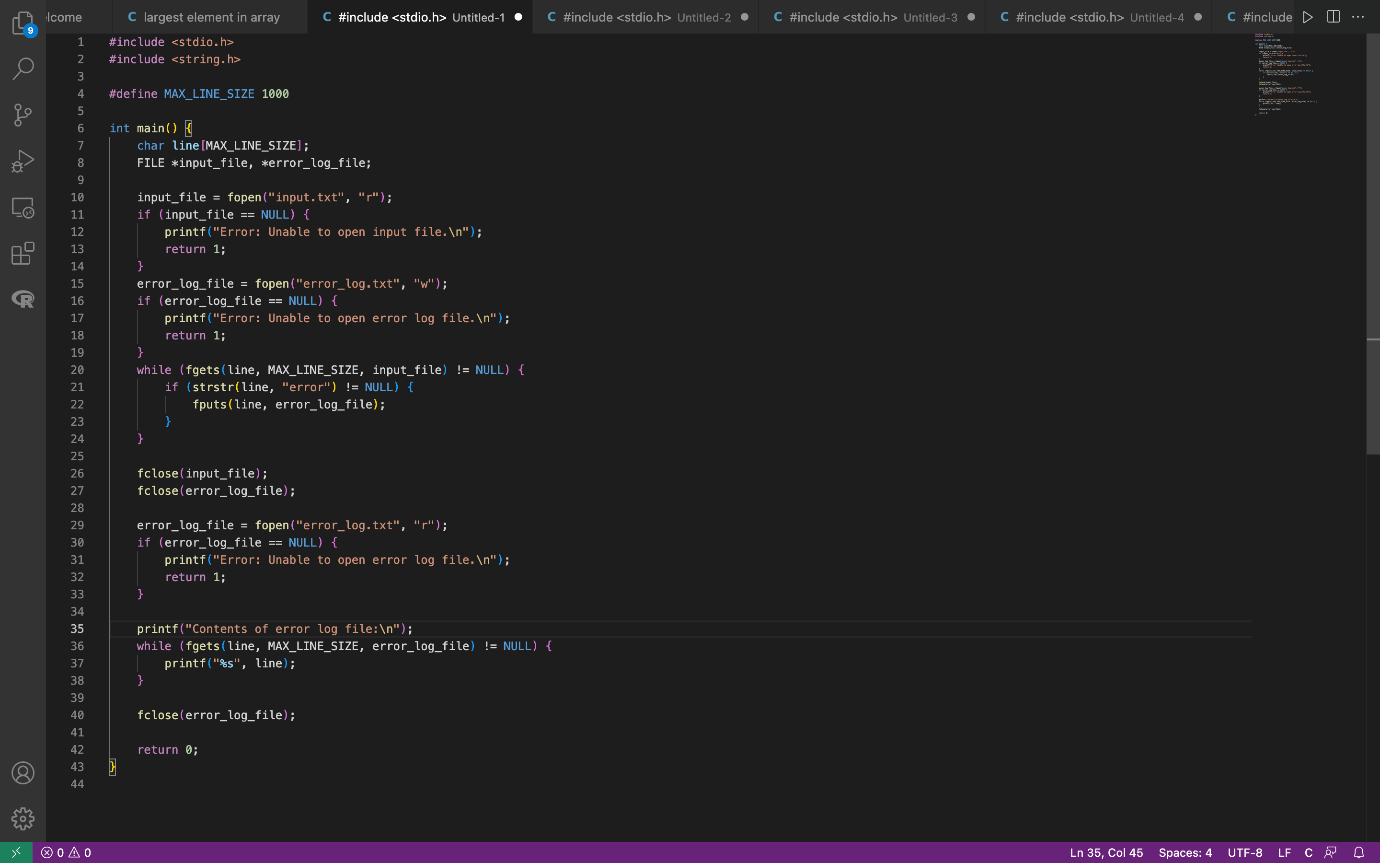 9
elcome
C largest element in array
C #include <stdio.h> Untitled-1
C #include <stdio.h> Untitled-2
C #include <stdio.h> Untitled-3
C #include <stdio.h> Untitled-4
C #include
1 #include <stdio.h>
2 #include <string.h>
3
4 #define MAX_LINE_SIZE 1000
5
6 int main() {
7     char line[MAX_LINE_SIZE];
8     FILE *input_file, *error_log_file;
9
10     input_file = fopen("input.txt", "r");
11     if (input_file == NULL) {
12         printf("Error: Unable to open input file.\n");
13         return 1;
14     }
15     error_log_file = fopen("error_log.txt", "w");
16     if (error_log_file == NULL) {
17         printf("Error: Unable to open error log file.\n");
18         return 1;
19     }
20     while (fgets(line, MAX_LINE_SIZE, input_file) != NULL) {
21         if (strstr(line, "error") != NULL) {
22             fputs(line, error_log_file);
23         }
24     }
25
26     fclose(input_file);
27     fclose(error_log_file);
28
29     error_log_file = fopen("error_log.txt", "r");
30     if (error_log_file == NULL) {
31         printf("Error: Unable to open error log file.\n");
32         return 1;
33     }
34
35     printf("Contents of error log file:\n");
36     while (fgets(line, MAX_LINE_SIZE, error_log_file) != NULL) {
37         printf("%s", line);
38     }
39
40     fclose(error_log_file);
41
42     return 0;
43 }
44
R
0 0
Ln 35, Col 45 Spaces: 4 UTF-8 LF C